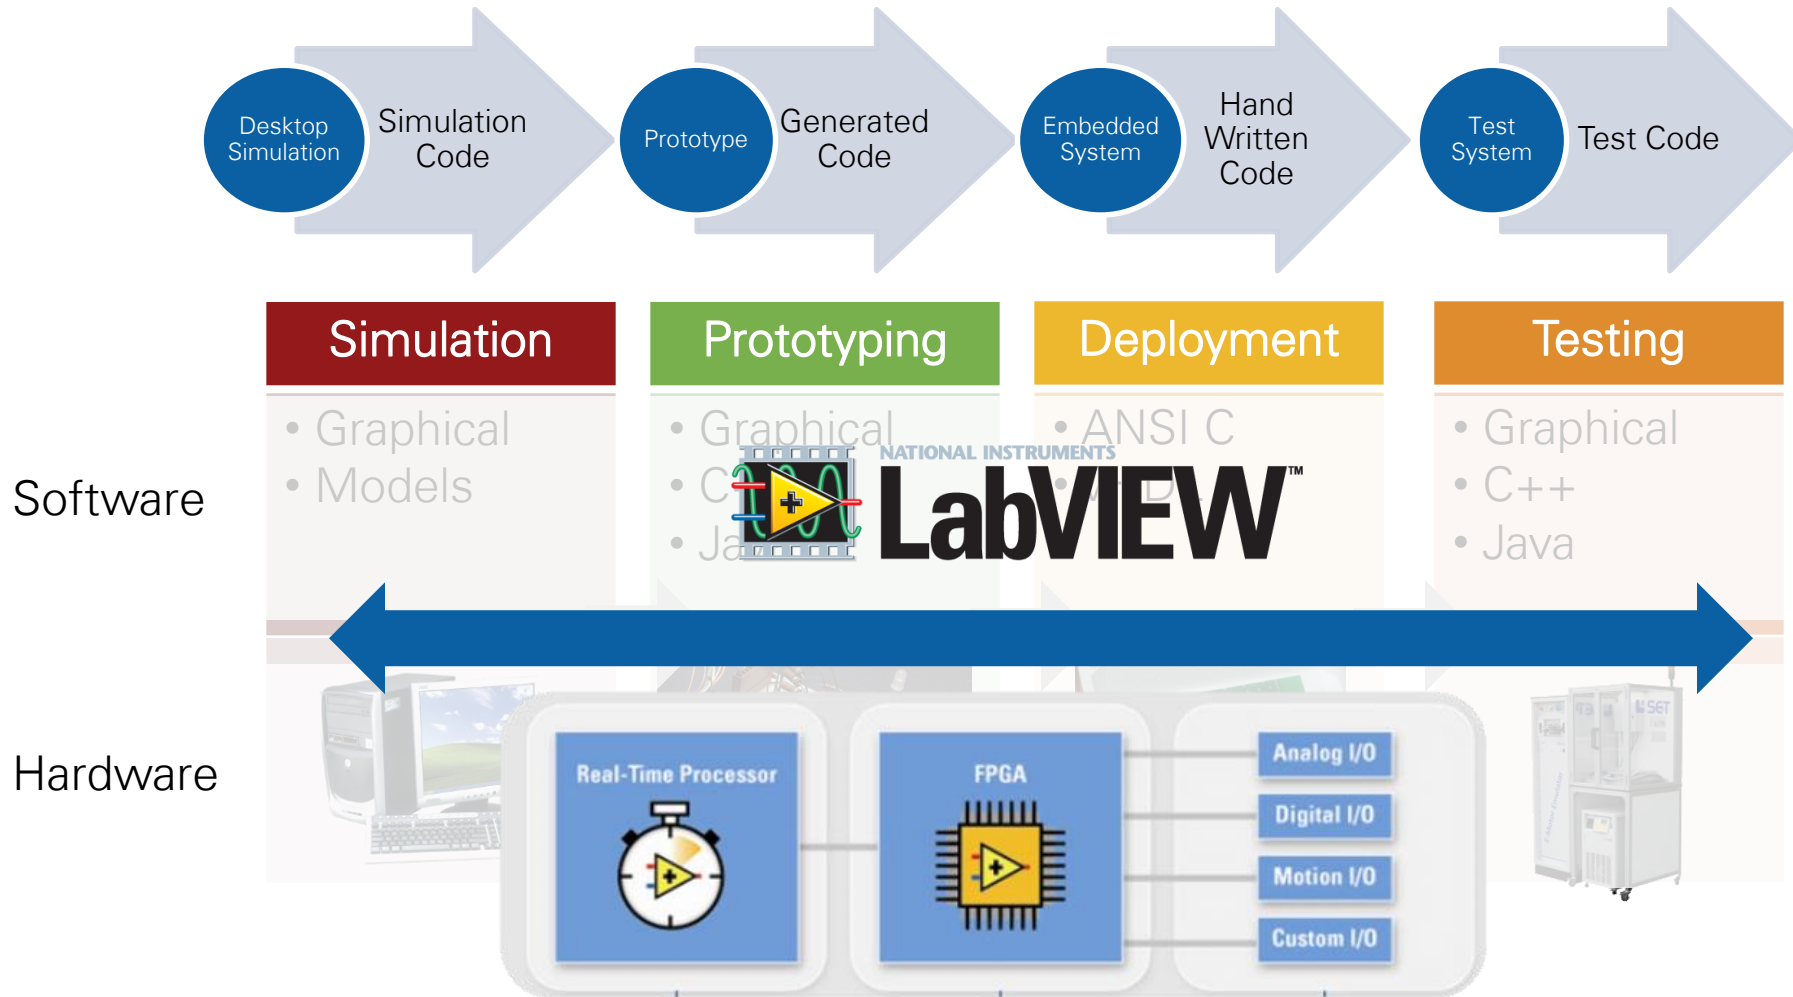 Desktop
Simulation
Simulation
Code
Prototype
Generated
Code
Embedded
System
Hand
Written
Code
Test
System
Test Code
Simulation
Prototyping
Deployment
Testing
Software
• Graphical
• Models
• Graphical
• ANSI C
• Graphical
• C++
• Java
NATIONAL INSTRUMENTS
LabVIEW™
Hardware
Real-Time Processor
FPGA
Analog I/O
Digital I/O
Motion I/O
Custom I/O
SET